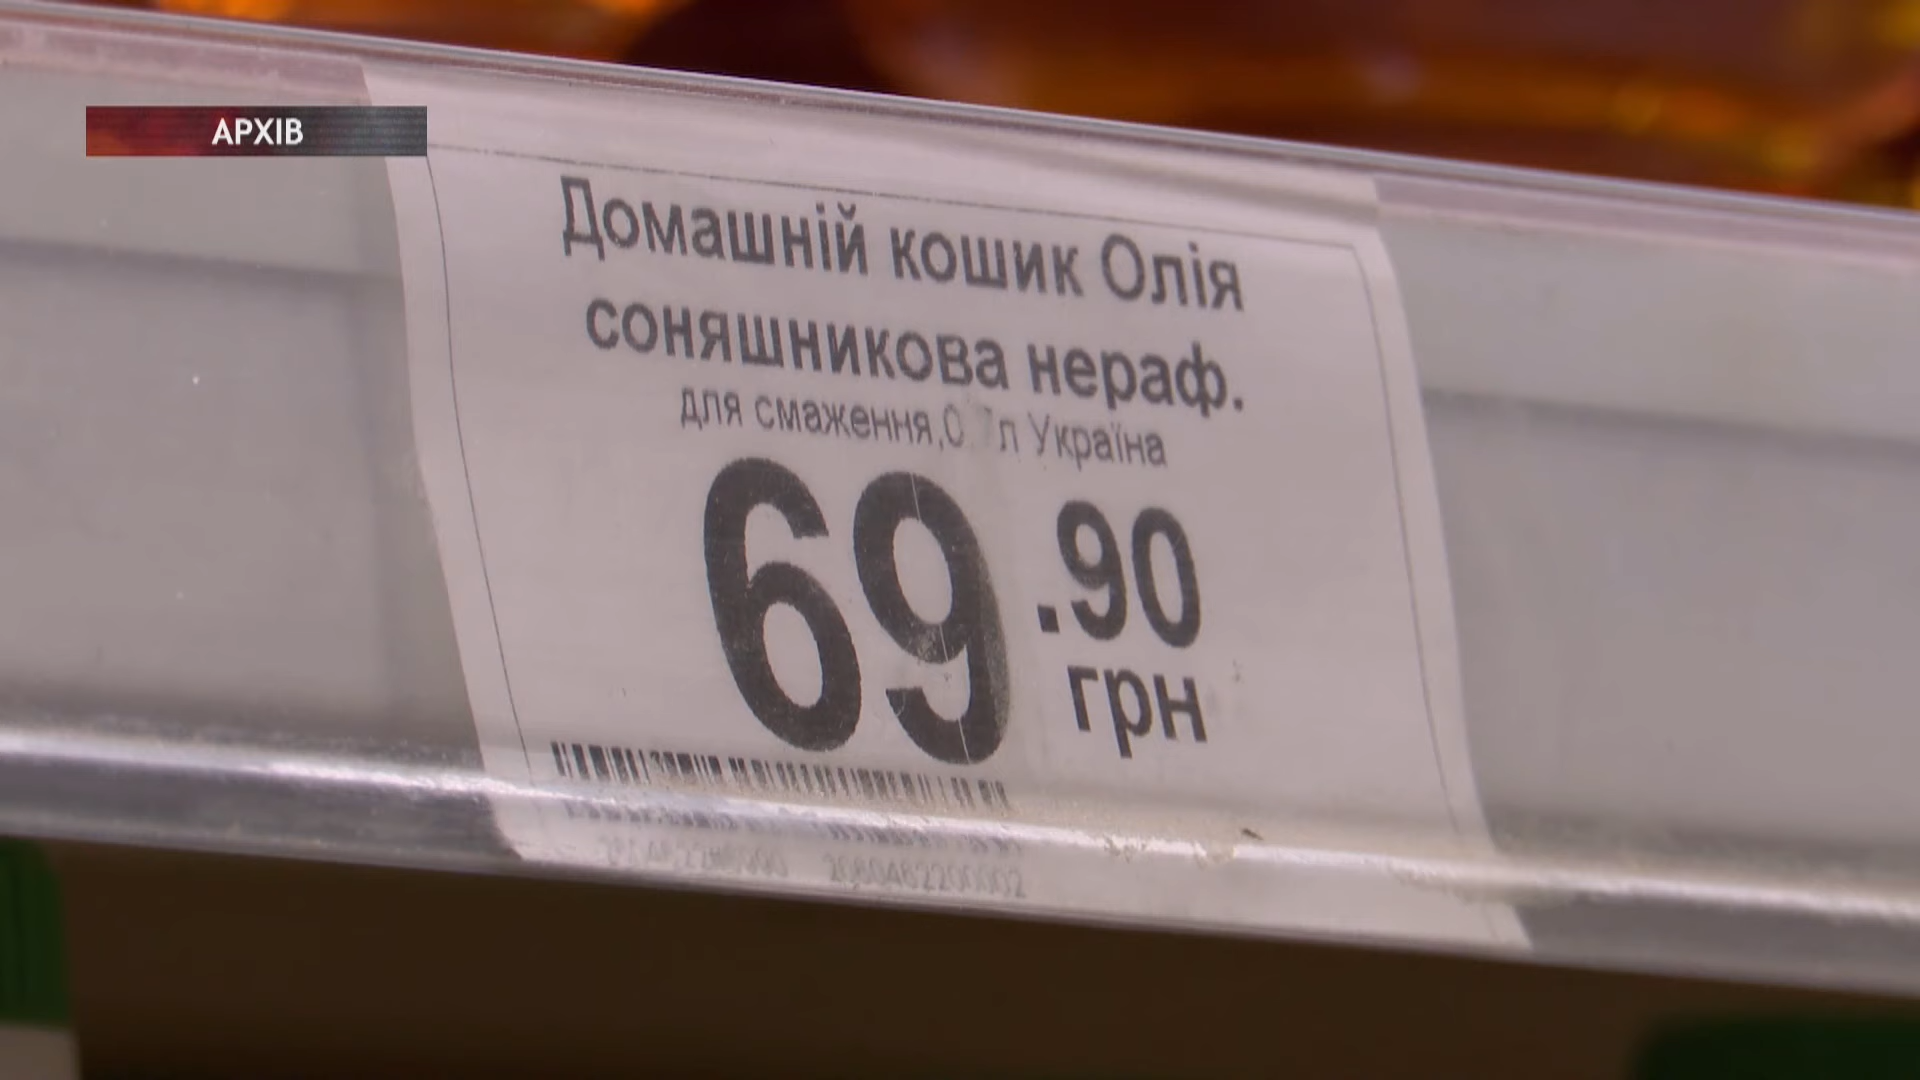 АРХІВ
Домашній кошик Олія
соняшникова нераф.
для смаження, л Україна
69.90
грн